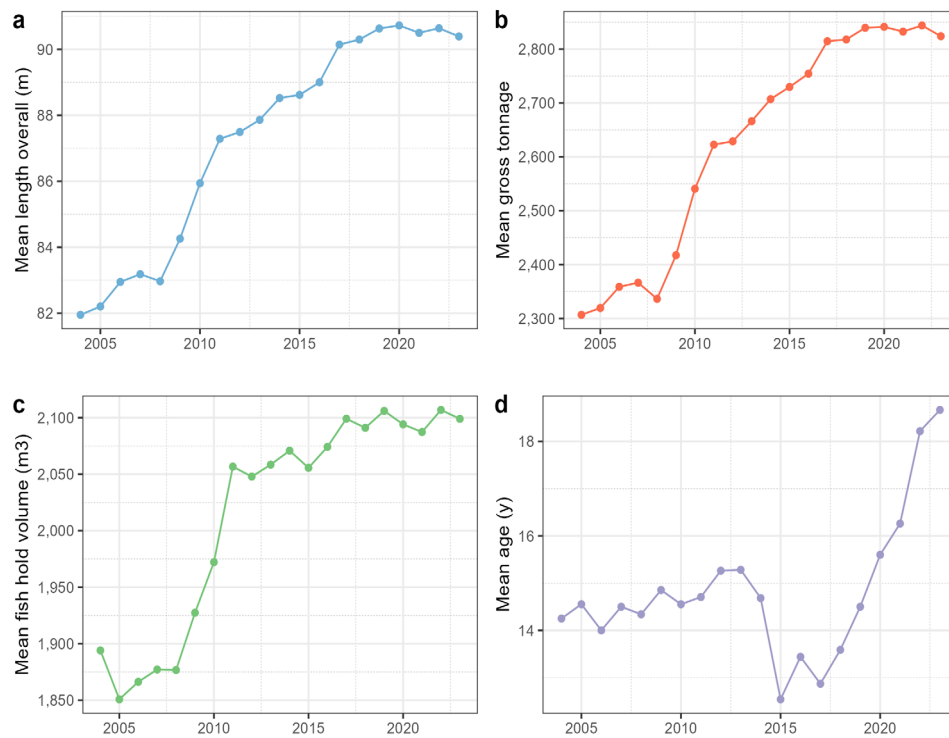 a
Mean length overall (m)
90
88
86
84
82
2005 2010 2015 2020
b
Mean gross tonnage
2,800
2,700
2,600
2,500
2,400
2,300
2005 2010 2015 2020
c
Mean fish hold volume (m3)
2,100
2,050
2,000
1,950
1,900
1,850
2005 2010 2015 2020
d
Mean age (y)
18
16
14
2005 2010 2015 2020